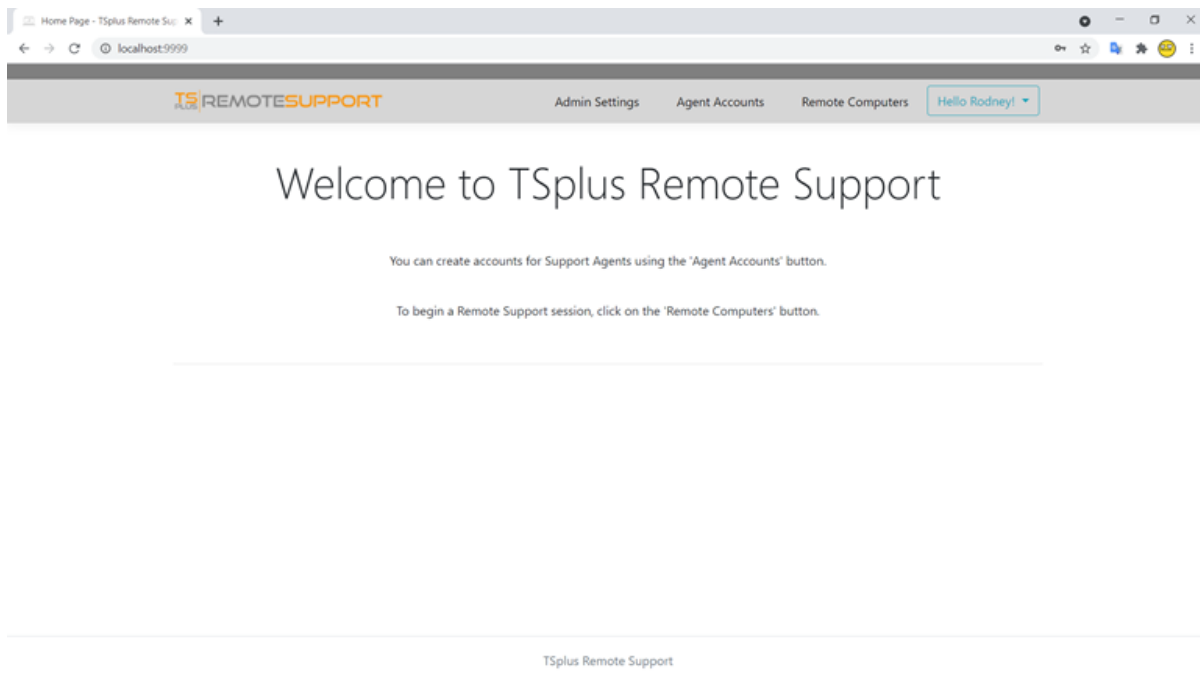 Home Page - TSplus Remote Sup
localhost:9999
TS PLUS REMOTESUPPORT
Admin Settings
Agent Accounts
Remote Computers
Hello Rodney!
Welcome to TSplus Remote Support
You can create accounts for Support Agents using the 'Agent Accounts' button.
To begin a Remote Support session, click on the 'Remote Computers' button.
TSplus Remote Support